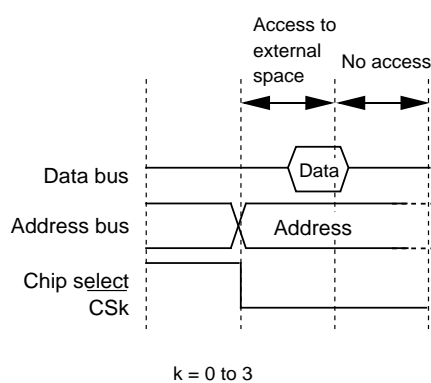 Access to
external
space
No access
Data bus
Data
Address bus
Address
Chip select
CSk
k = 0 to 3